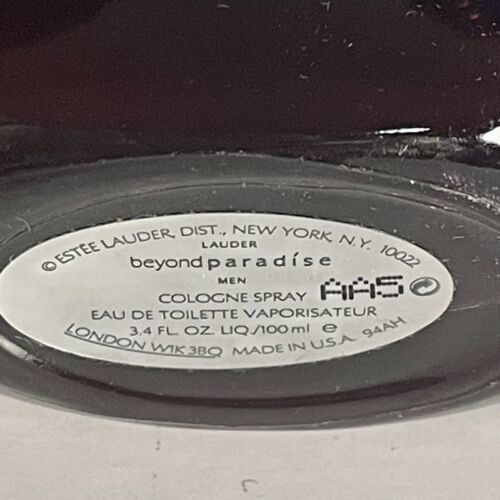 © ESTĒE LAUDER, DIST., NEW YORK, N.Y. 10022
LAUDER
beyond paradise
MEN
COLOGNE SPRAY AA5
EAU DE TOILETTE VAPORISATEUR
3.4 FL. OZ. LIQ./100 ml e
LONDON W1K 3BQ MADE IN U.S.A. 94AH